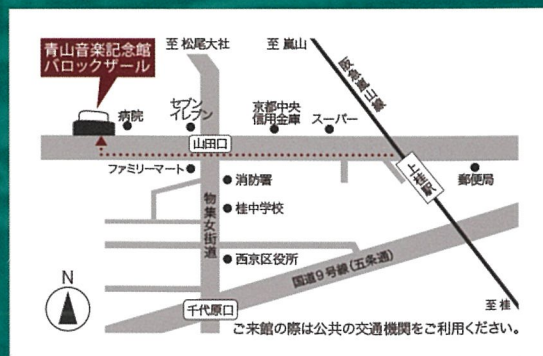 青山音楽記念館
バロックザール
至 松尾大社
至 嵐山
阪急嵐山線
病院
セブン
イレブン
京都中央
信用金庫
スーパー
山田口
ファミリーマート
消防署
上桂駅
郵便局
物集女街道
桂中学校
西京区役所
国道9号線(五条通)
N
千代原口
至 桂
ご来館の際は公共の交通機関をご利用ください。